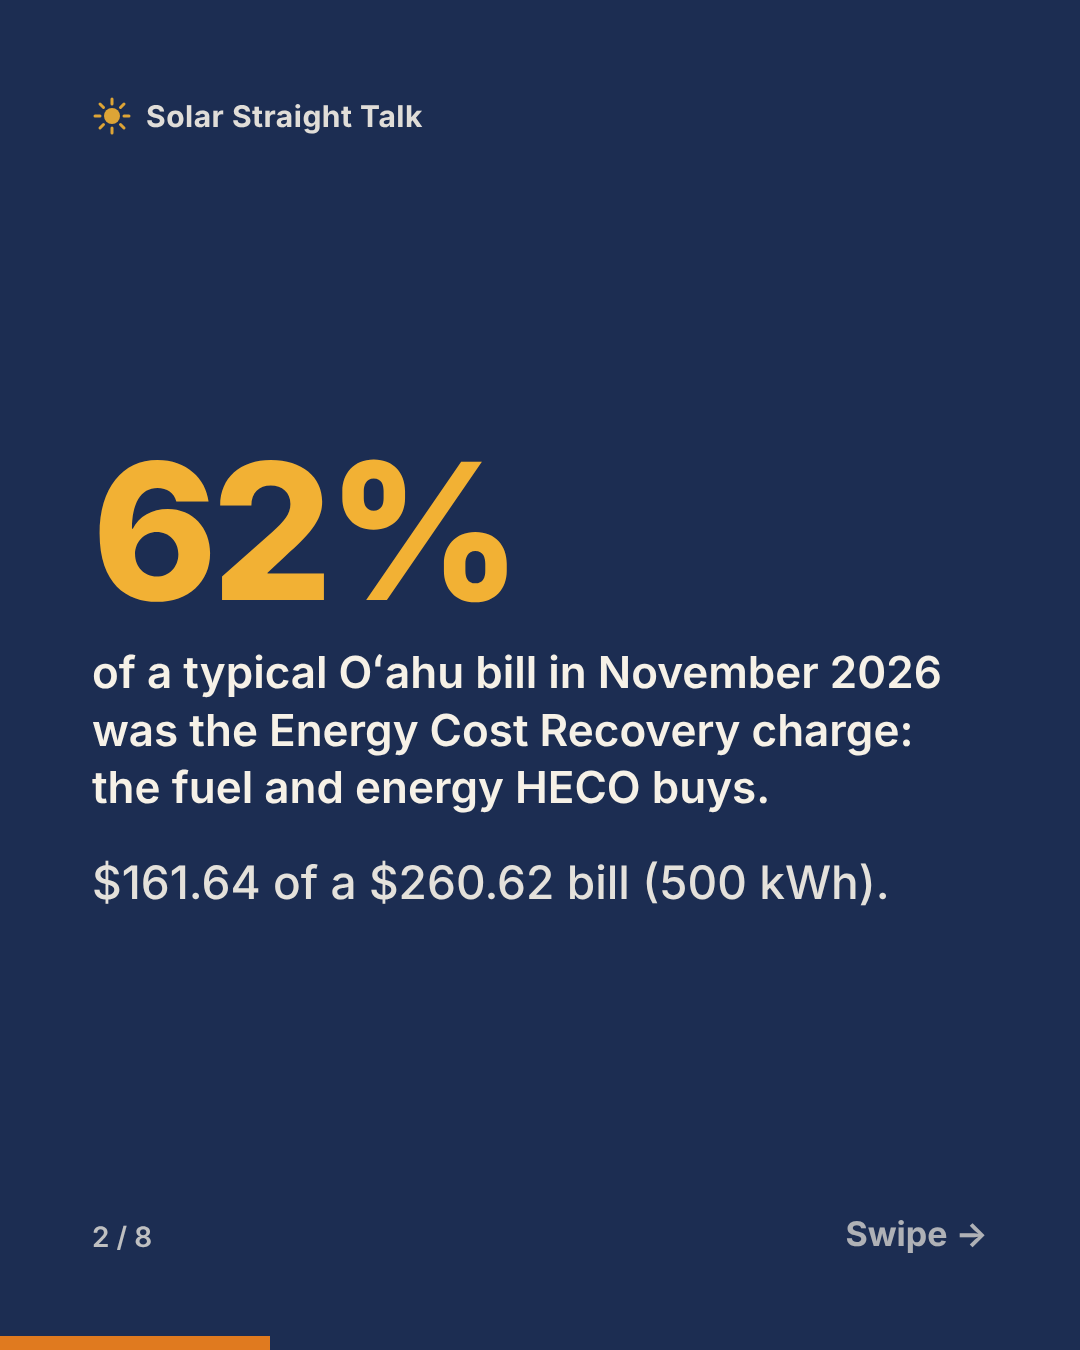 Solar Straight Talk
62%
of a typical Oʻahu bill in November 2026
was the Energy Cost Recovery charge:
the fuel and energy HECO buys.
$161.64 of a $260.62 bill (500 kWh).
2 / 8
Swipe →